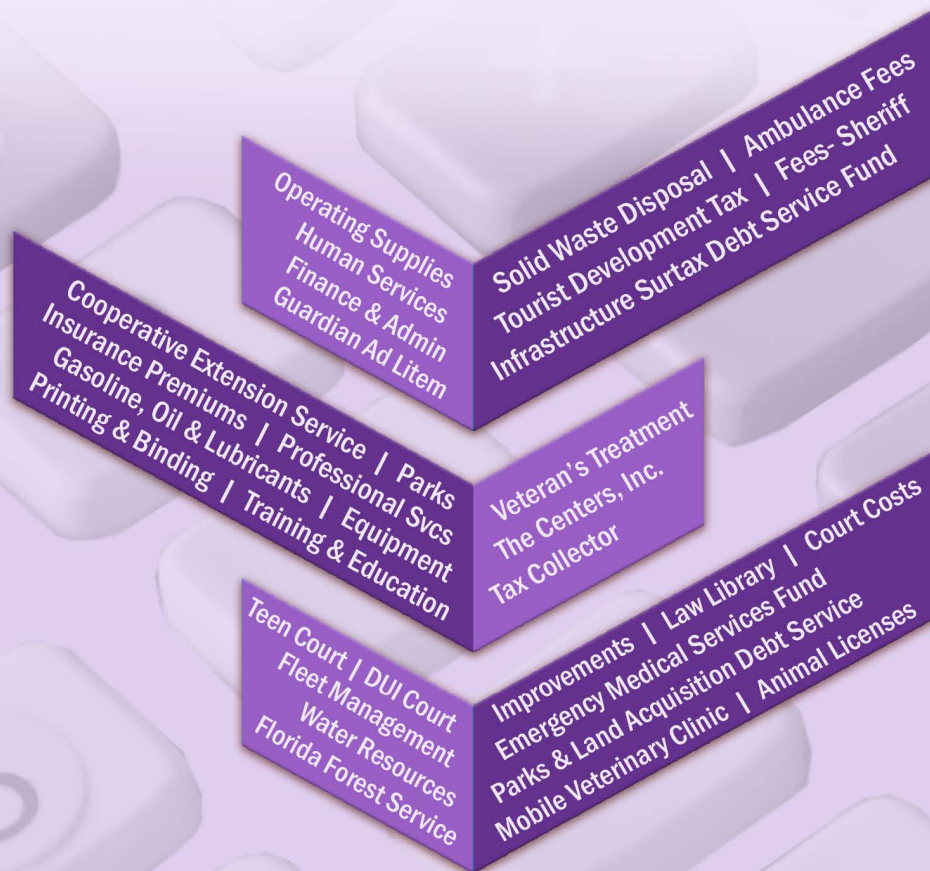 Operating Supplies
Human Services
Finance & Admin
Guardian Ad Litem
Solid Waste Disposal | Ambulance Fees
Tourist Development Tax | Fees- Sheriff
Infrastructure Surtax Debt Service Fund
Cooperative Extension Service | Parks
Insurance Premiums | Professional Svcs
Gasoline, Oil & Lubricants | Equipment
Printing & Binding | Training & Education
Veteran's Treatment
The Centers, Inc.
Tax Collector
Teen Court | DUI Court
Fleet Management
Water Resources
Florida Forest Service
Improvements | Law Library | Court Costs
Emergency Medical Services Fund
Parks & Land Acquisition Debt Service
Mobile Veterinary Clinic | Animal Licenses